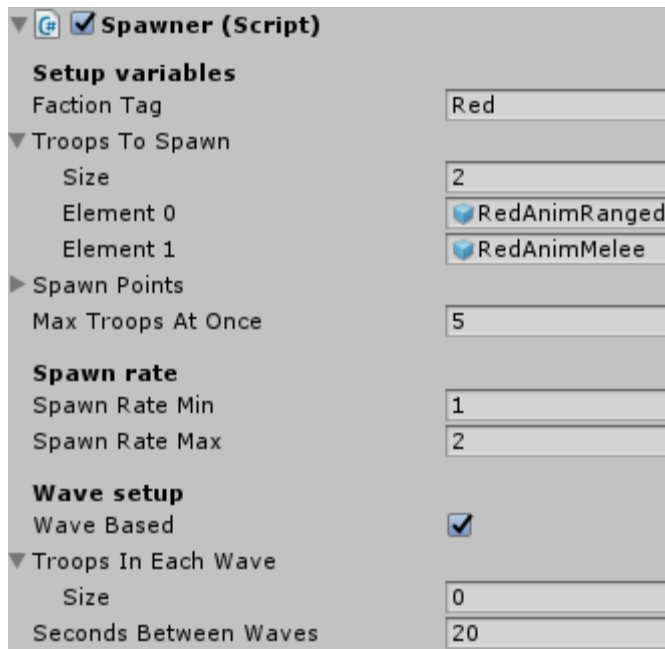 Spawner (Script)
Setup variables
Faction Tag Red
Troops To Spawn
Size 2
Element 0 RedAnimRanged
Element 1 RedAnimMelee
Spawn Points
Max Troops At Once 5
Spawn rate
Spawn Rate Min 1
Spawn Rate Max 2
Wave setup
Wave Based
Troops In Each Wave
Size 0
Seconds Between Waves 20